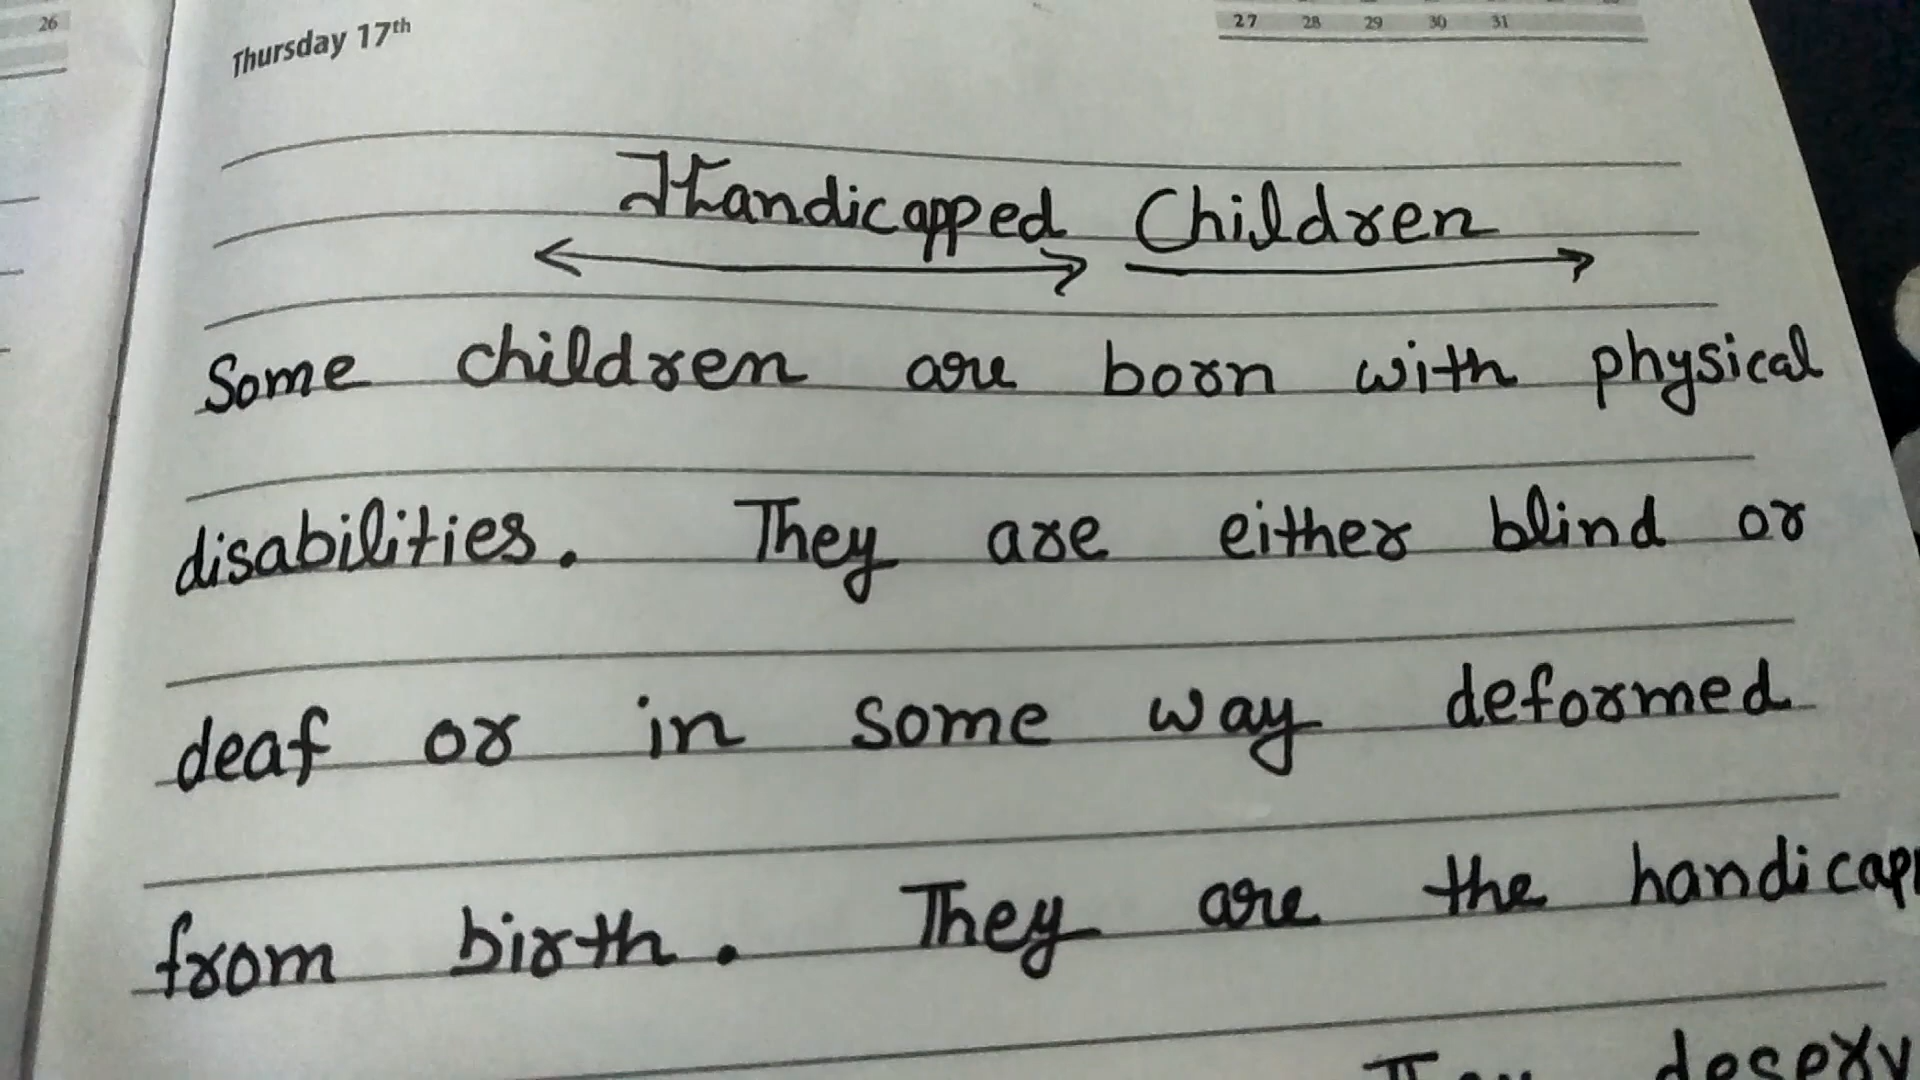 26
Thursday 17th
27 28 29 30 31
Handicapped Children
Some children are born with physical
disabilities. They are either blind or
deaf or in some way deformed
from birth. They are the handicap